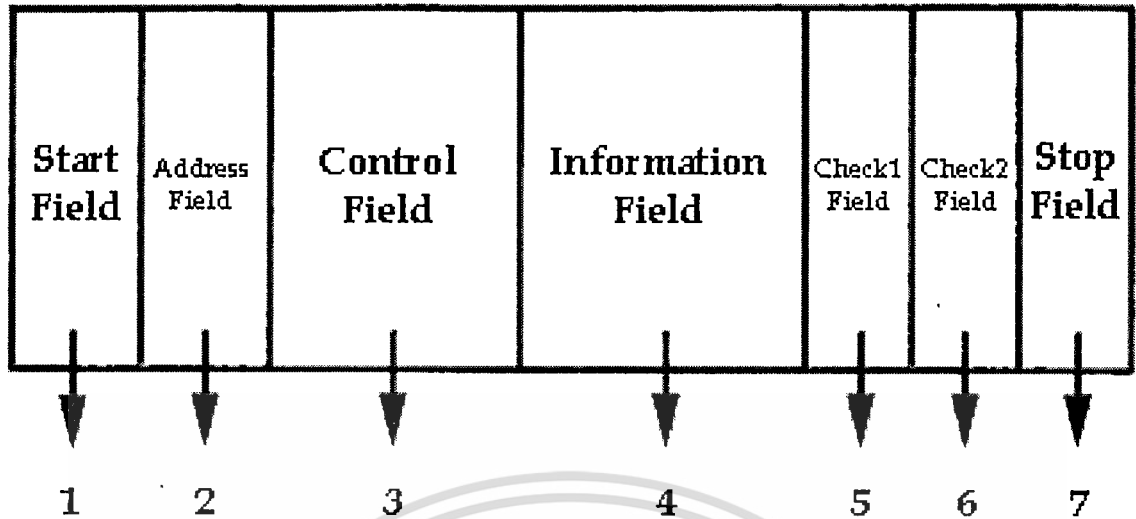 Start
Field
Address
Field
Control
Field
Information
Field
Check1
Field
Check2
Field
Stop
Field
1 2 3 4 5 6 7